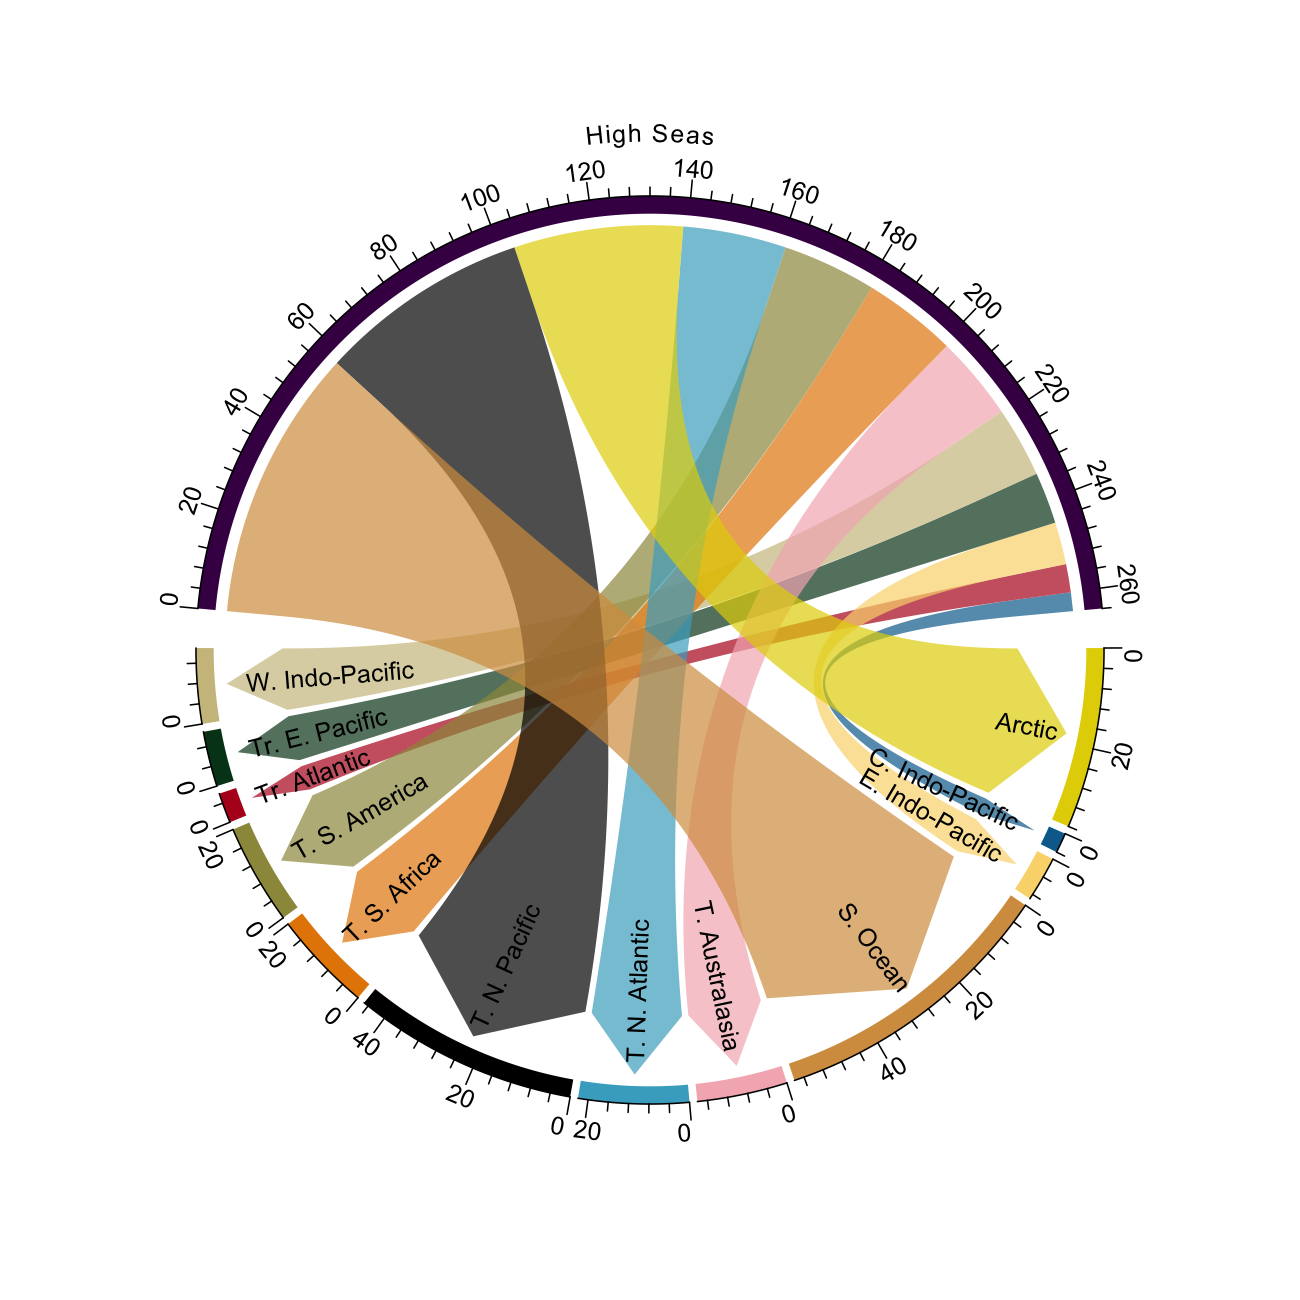 High Seas
0
20
40
60
80
100
120
140
160
180
200
220
240
260
0
20
Arctic
0
C. Indo-Pacific
0
E. Indo-Pacific
0
20
40
S. Ocean
0
T. Australasia
0
20
T. N. Atlantic
0
20
40
T. N. Pacific
0
20
T. S. Africa
0
20
T. S. America
0
Tr. Atlantic
0
Tr. E. Pacific
0
W. Indo-Pacific